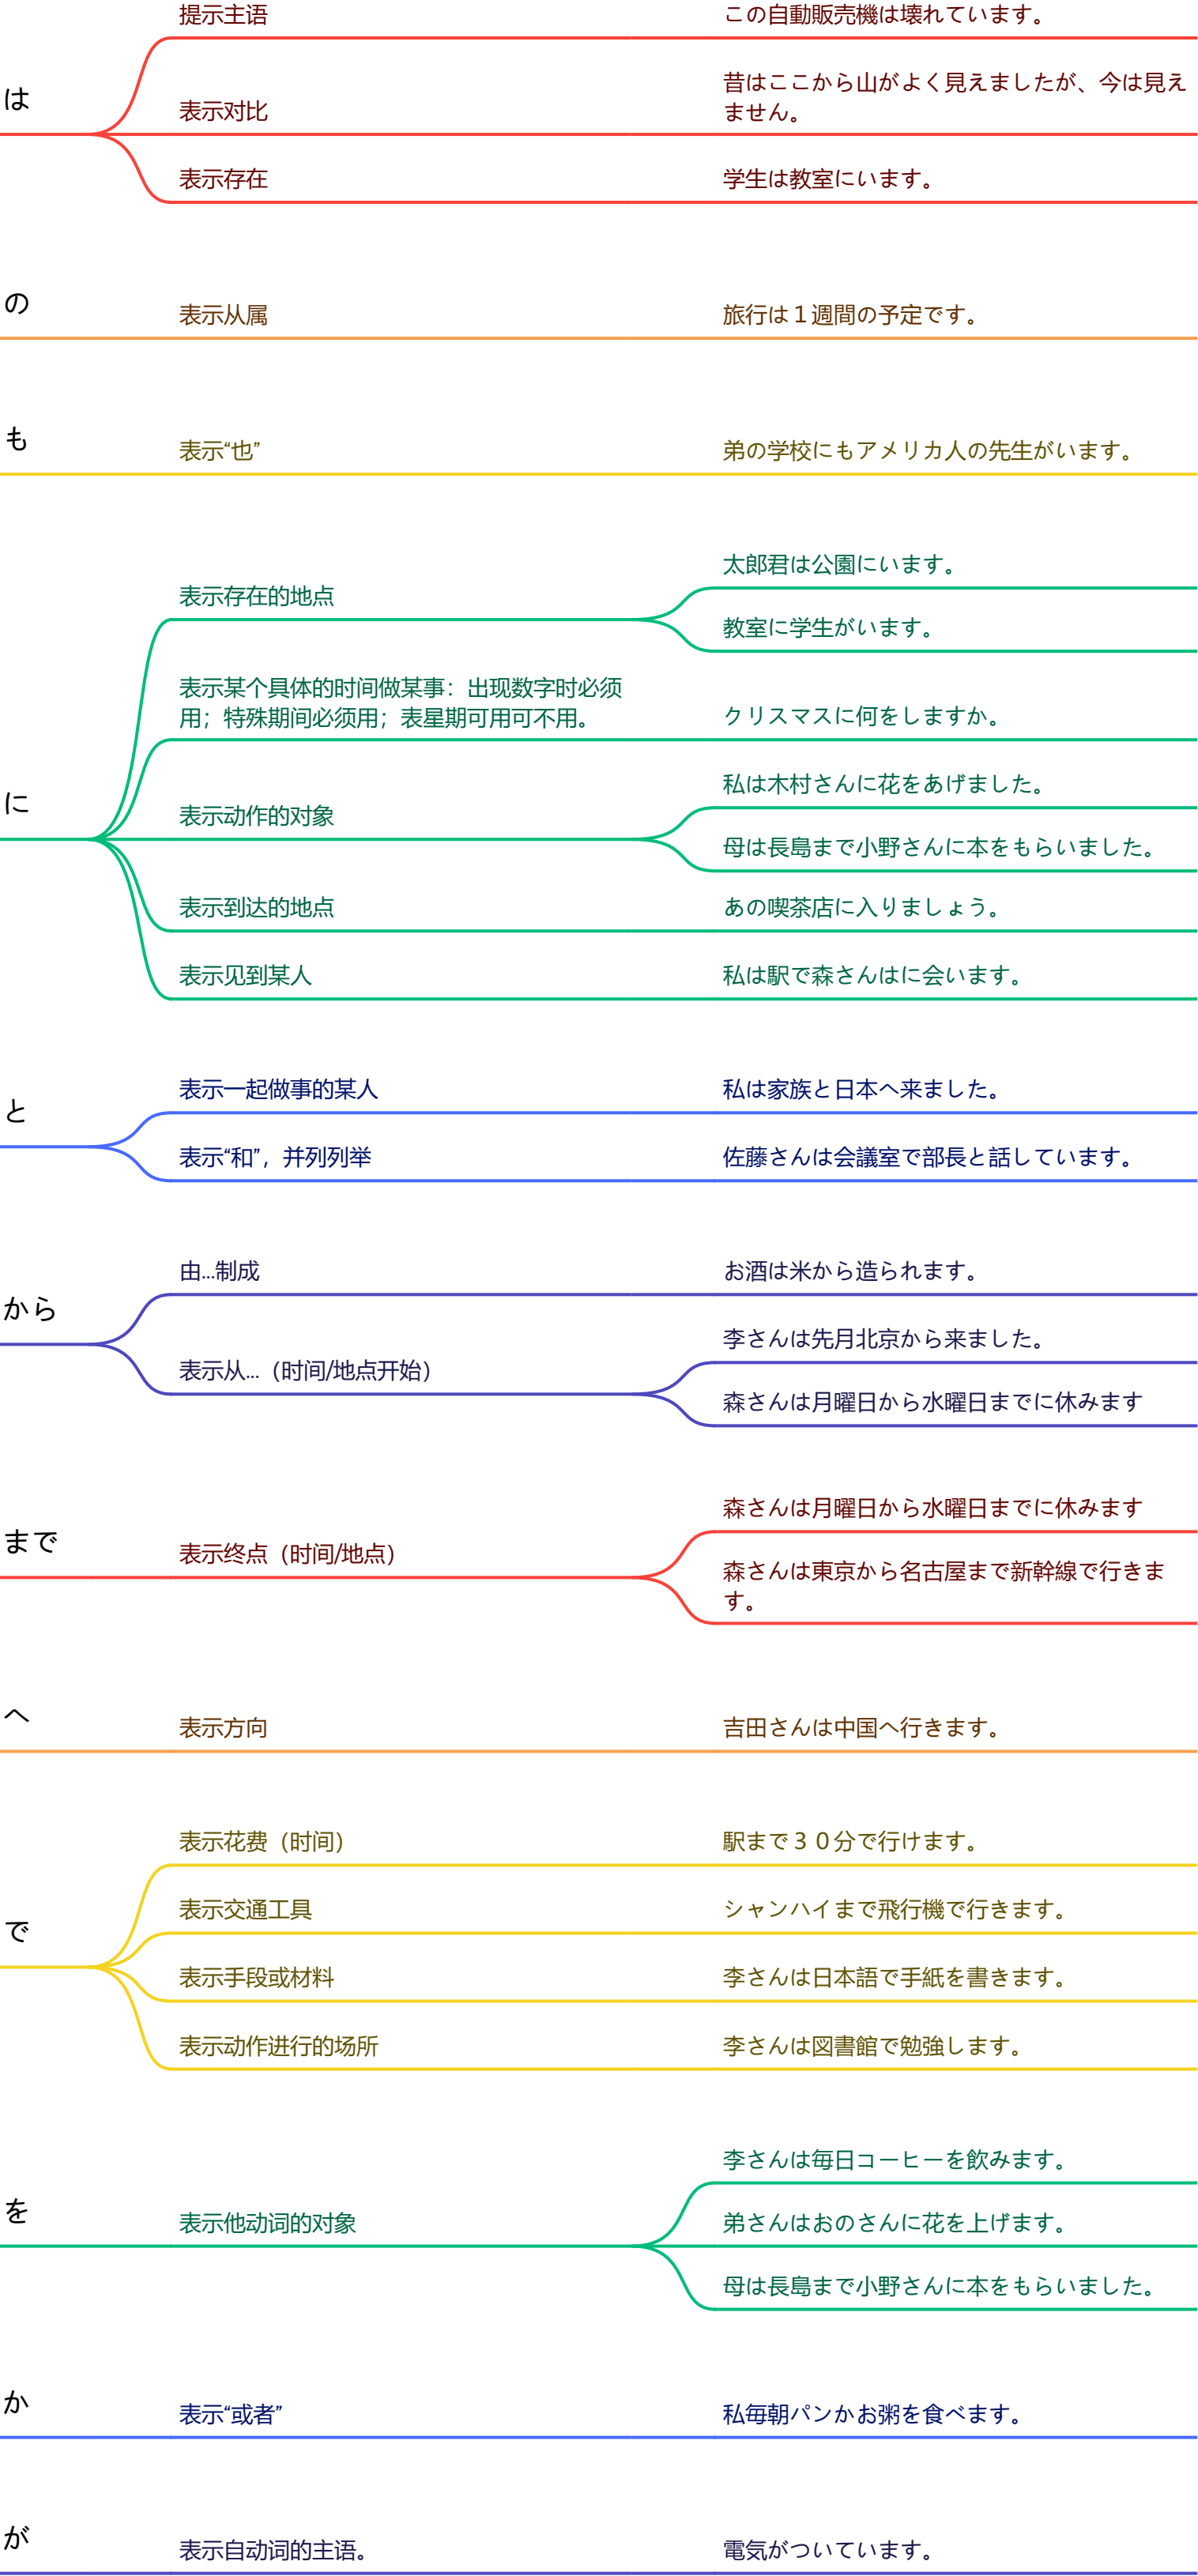 は
提示主语
この自動販売機は壊れています。
表示对比
昔はここから山がよく見えましたが、今は見え
ません。
表示存在
学生は教室にいます。
の
表示从属
旅行は１週間の予定です。
も
表示“也”
弟の学校にもアメリカ人の先生がいます。
に
表示存在的地点
太郎君は公園にいます。
教室に学生がいます。
表示某个具体的时间做某事：出现数字时必须
用；特殊期间必须用；表星期可用可不用。
クリスマスに何をしますか。
表示动作的对象
私は木村さんに花をあげました。
母は長島まで小野さんに本をもらいました。
表示到达的地点
あの喫茶店に入りましょう。
表示见到某人
私は駅で森さんはに会います。
と
表示一起做事的某人
私は家族と日本へ来ました。
表示“和”，并列列举
佐藤さんは会議室で部長と話しています。
から
由...制成
お酒は米から造られます。
表示从...（时间/地点开始）
李さんは先月北京から来ました。
森さんは月曜日から水曜日までに休みます
まで
表示终点（时间/地点）
森さんは月曜日から水曜日までに休みます
森さんは東京から名古屋まで新幹線で行きま
す。
へ
表示方向
吉田さんは中国へ行きます。
で
表示花费（时间）
駅まで３０分で行けます。
表示交通工具
シャンハイまで飛行機で行きます。
表示手段或材料
李さんは日本語で手紙を書きます。
表示动作进行的场所
李さんは図書館で勉強します。
を
表示他动词的对象
李さんは毎日コーヒーを飲みます。
弟さんはおのさんに花を上げます。
母は長島まで小野さんに本をもらいました。
か
表示“或者”
私毎朝パンかお粥を食べます。
が
表示自动词的主语。
電気がついています。